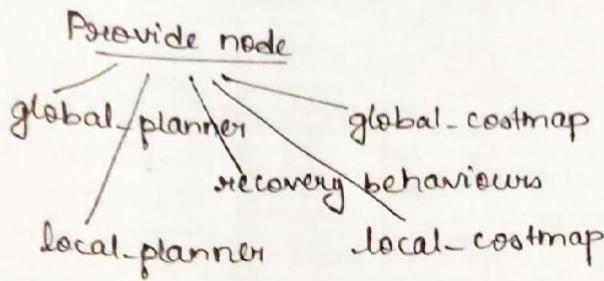 Provide node
global_planner
global_costmap
recovery behaviours
local_planner
local_costmap